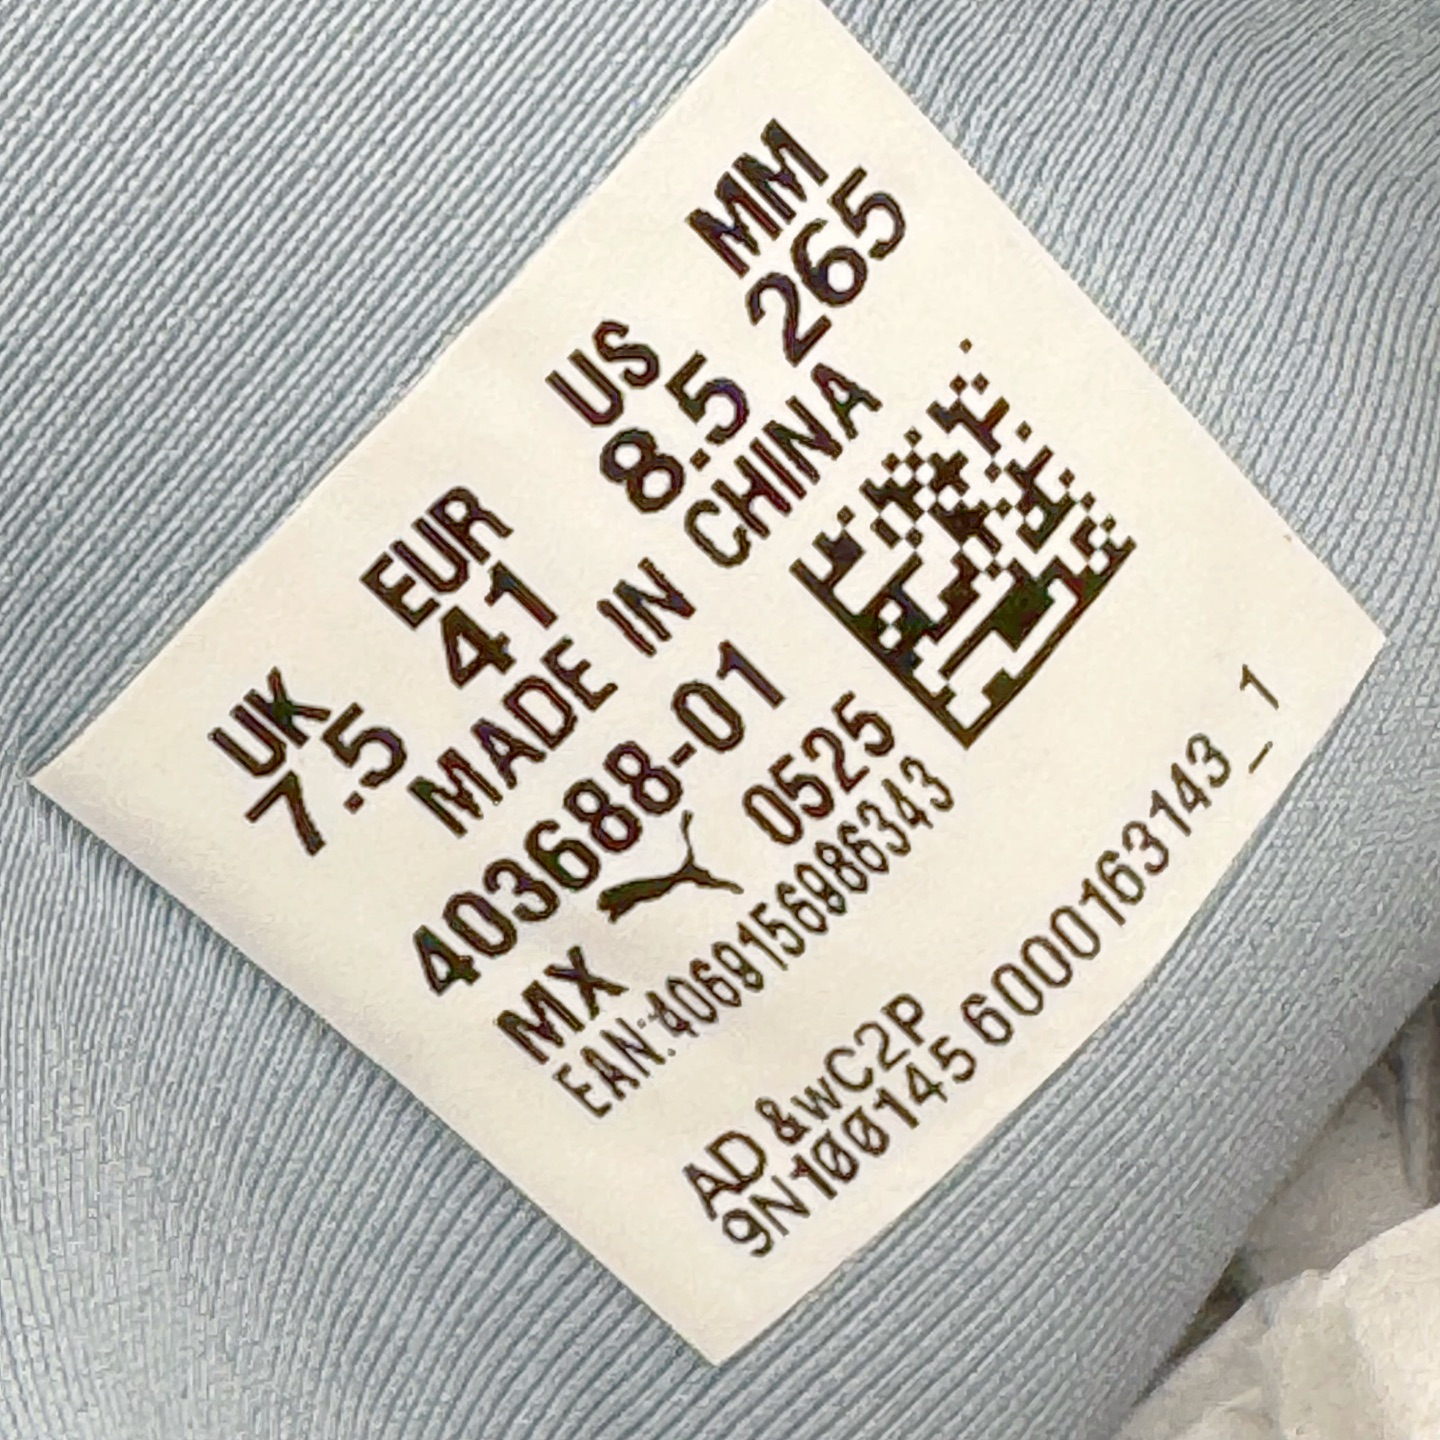 UK EUR US MM
7.5 41 8.5 265
MADE IN CHINA
403688-01
MX 0525
EAN:4069156986343
AD &wC2P
9N100145 6000163143_1